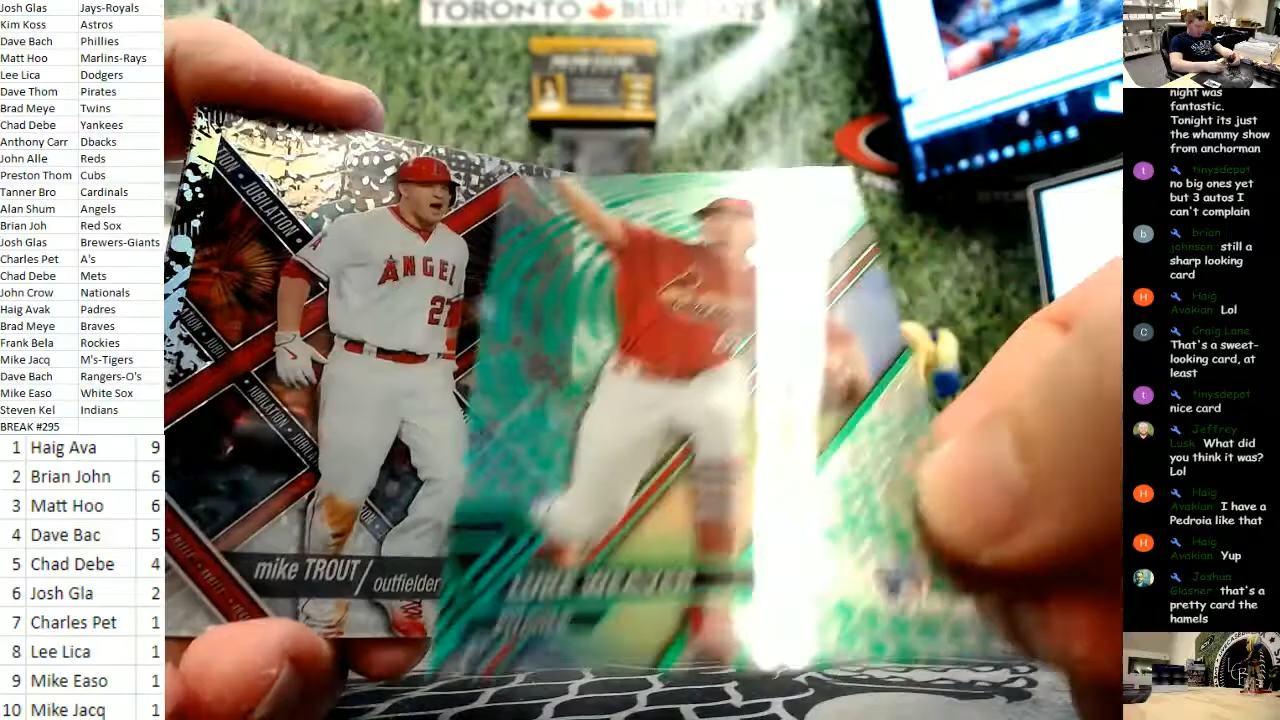 Josh Glas Jays-Royals
Kim Koss Astros
Dave Bach Phillies
Matt Hoo Marlins-Rays
Lee Lica Dodgers
Dave Thom Pirates
Brad Meye Twins
Chad Debe Yankees
Anthony Carr Dbacks
John Alle Reds
Preston Thom Cubs
Tanner Bro Cardinals
Alan Shum Angels
Brian Joh Red Sox
Josh Glas Brewers-Giants
Charles Pet A's
Chad Debe Mets
John Crow Nationals
Haig Avak Padres
Brad Meye Braves
Frank Bela Rockies
Mike Jacq M's-Tigers
Dave Bach Rangers-O's
Mike Easo White Sox
Steven Kel Indians
BREAK #295
1 Haig Ava 9
2 Brian John 6
3 Matt Hoo 6
4 Dave Bac 5
5 Chad Debe 4
6 Josh Gla 2
7 Charles Pet 1
8 Lee Lica 1
9 Mike Easo 1
10 Mike Jacq 1
TORONTO BLUE JAYS
TION JUBILATION
JUBILATION
ANGEL
27
mike TROUT / outfielder
night was
fantastic.
Tonight its just
the whammy show
from anchorman
tinysdepot
no big ones yet
but 3 autos I
can't complain
brian
johnson still a
sharp looking
card
Haig
Avakian Lol
Craig Lane
That's a sweet-
looking card, at
least
tinysdepot
nice card
Jeffrey
Lusk What did
you think it was?
Lol
Haig
Avakian I have a
Pedroia like that
Haig
Avakian Yup
Joshua
Glasner that's a
pretty card the
hamels